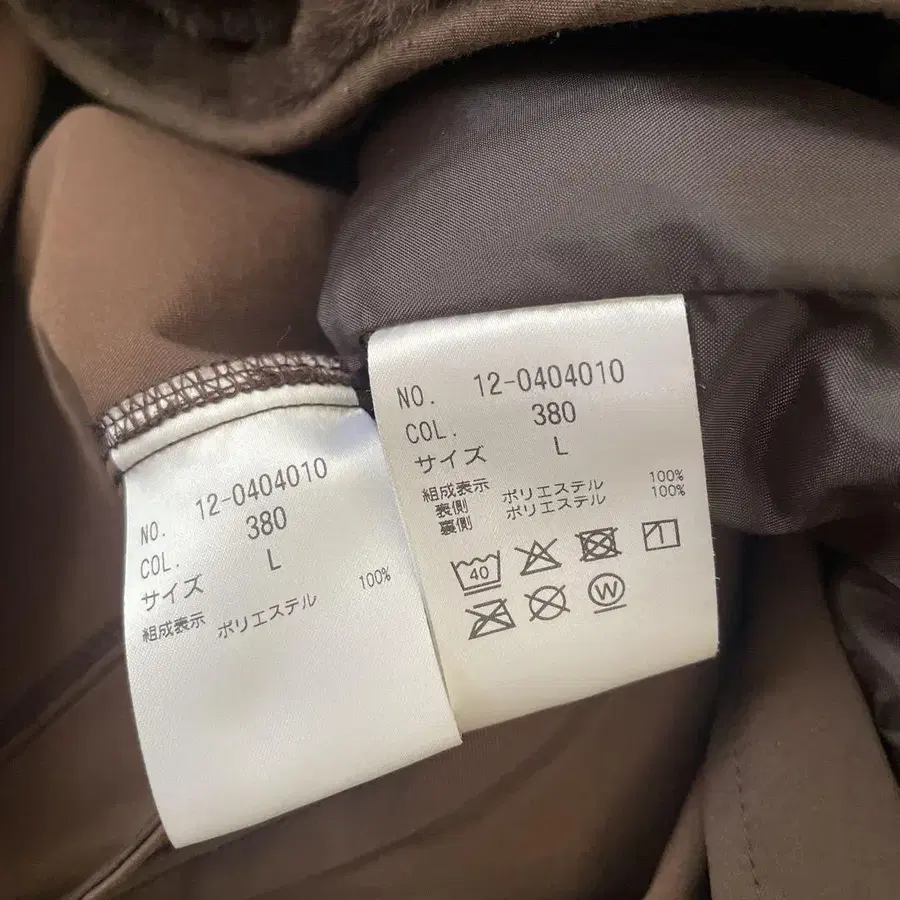 NO. 12-0404010
COL. 380
サイズ L
組成表示 ポリエステル 100%
NO. 12-0404010
COL. 380
サイズ L
組成表示
表側 ポリエステル 100%
裏側 ポリエステル 100%
40
W